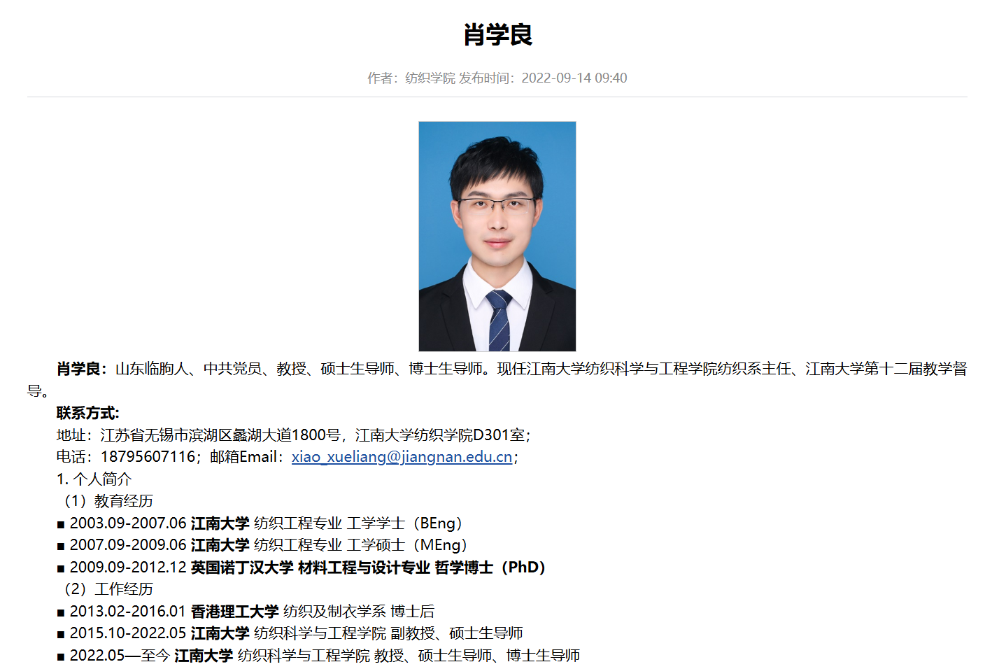 肖学良
作者：纺织学院 发布时间：2022-09-14 09:40
肖学良：山东临朐人、中共党员、教授、硕士生导师、博士生导师。现任江南大学纺织科学与工程学院纺织系主任、江南大学第十二届教学督
导。
联系方式:
地址：江苏省无锡市滨湖区蠡湖大道1800号，江南大学纺织学院D301室；
电话：18795607116；邮箱Email：xiao_xueliang@jiangnan.edu.cn；
1. 个人简介
（1）教育经历
■ 2003.09-2007.06 江南大学 纺织工程专业 工学学士（BEng）
■ 2007.09-2009.06 江南大学 纺织工程专业 工学硕士（MEng）
■ 2009.09-2012.12 英国诺丁汉大学 材料工程与设计专业 哲学博士（PhD）
（2）工作经历
■ 2013.02-2016.01 香港理工大学 纺织及制衣学系 博士后
■ 2015.10-2022.05 江南大学 纺织科学与工程学院 副教授、硕士生导师
■ 2022.05—至今 江南大学 纺织科学与工程学院 教授、硕士生导师、博士生导师